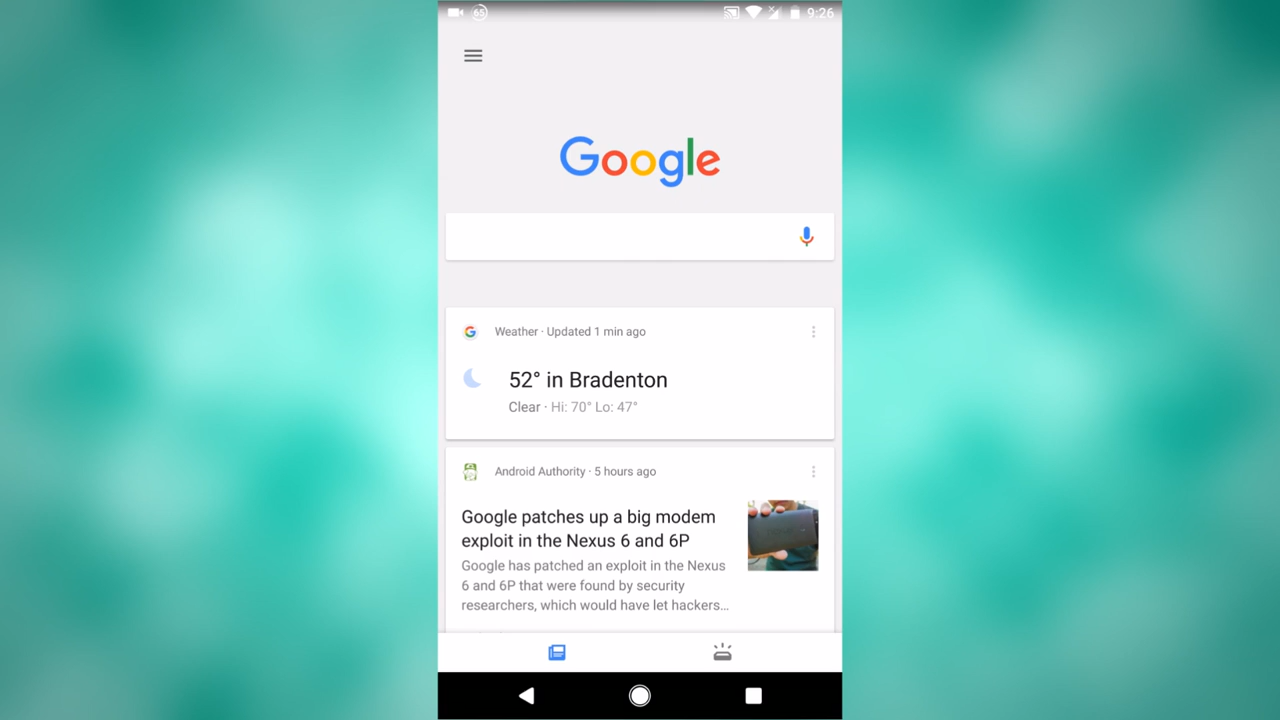 65
9:26
Google
Weather · Updated 1 min ago
52° in Bradenton
Clear · Hi: 70° Lo: 47°
Android Authority · 5 hours ago
Google patches up a big modem
exploit in the Nexus 6 and 6P
Google has patched an exploit in the Nexus
6 and 6P that were found by security
researchers, which would have let hackers...